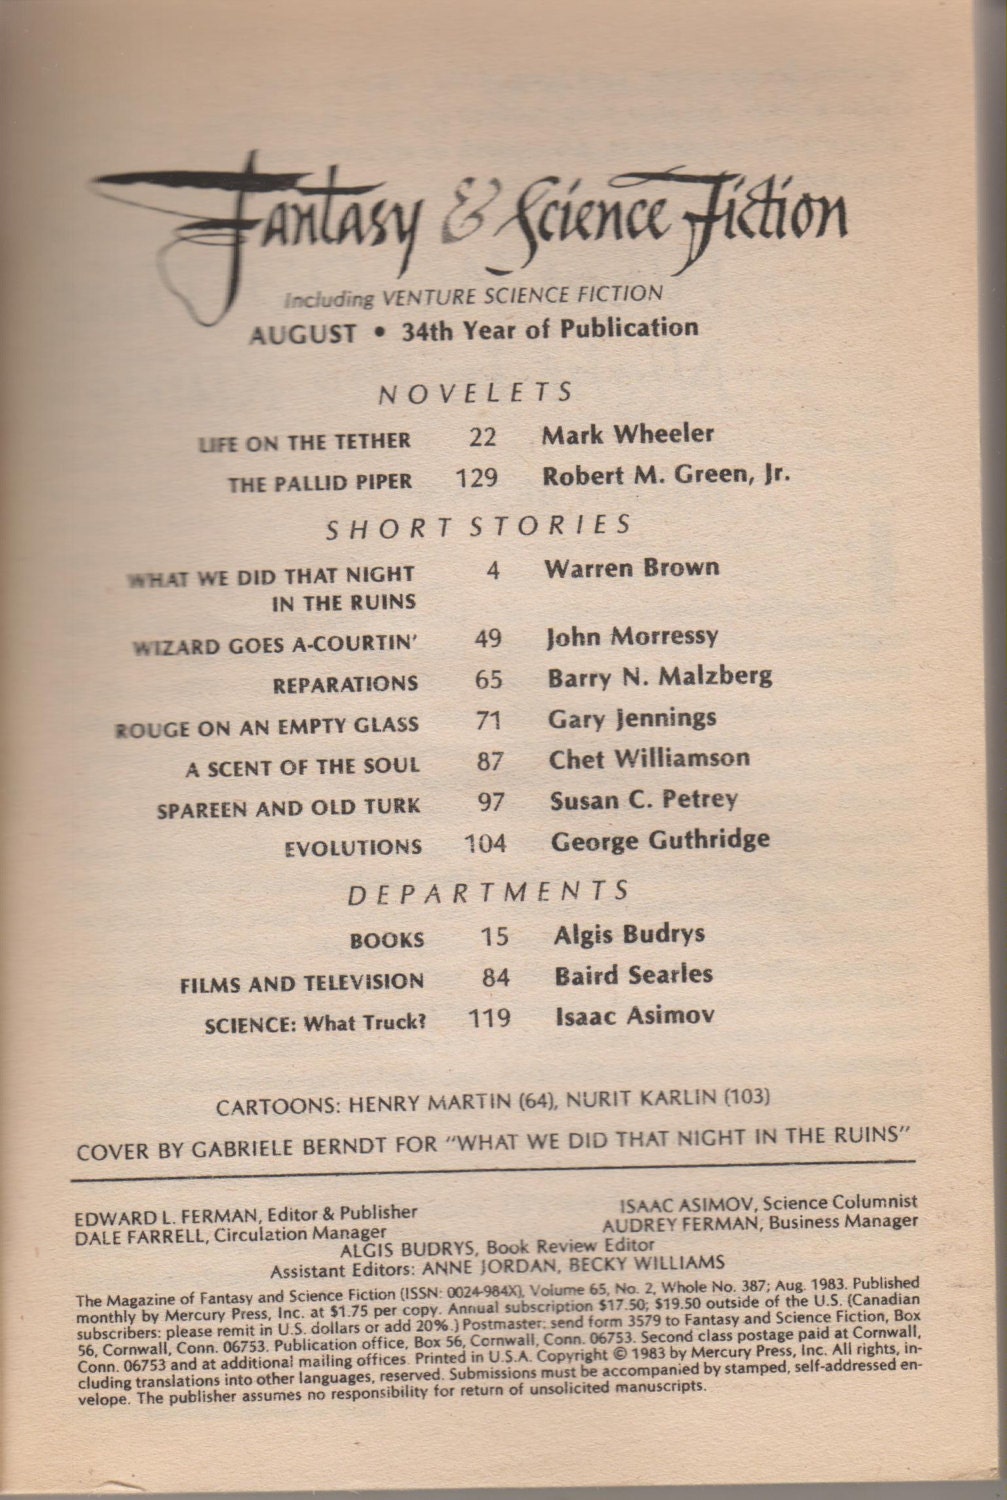 Fantasy & Science Fiction
including VENTURE SCIENCE FICTION
AUGUST • 34th Year of Publication
NOVELETS
LIFE ON THE TETHER 22 Mark Wheeler
THE PALLID PIPER 129 Robert M. Green, Jr.
SHORT STORIES
WHAT WE DID THAT NIGHT 4 Warren Brown
IN THE RUINS
WIZARD GOES A-COURTIN' 49 John Morressy
REPARATIONS 65 Barry N. Malzberg
ROUGE ON AN EMPTY GLASS 71 Gary Jennings
A SCENT OF THE SOUL 87 Chet Williamson
SPAREEN AND OLD TURK 97 Susan C. Petrey
EVOLUTIONS 104 George Guthridge
DEPARTMENTS
BOOKS 15 Algis Budrys
FILMS AND TELEVISION 84 Baird Searles
SCIENCE: What Truck? 119 Isaac Asimov
CARTOONS: HENRY MARTIN (64), NURIT KARLIN (103)
COVER BY GABRIELE BERNDT FOR "WHAT WE DID THAT NIGHT IN THE RUINS"
EDWARD L. FERMAN, Editor & Publisher ISAAC ASIMOV, Science Columnist
DALE FARRELL, Circulation Manager AUDREY FERMAN, Business Manager
ALGIS BUDRYS, Book Review Editor
Assistant Editors: ANNE JORDAN, BECKY WILLIAMS
The Magazine of Fantasy and Science Fiction (ISSN: 0024-984X), Volume 65, No. 2, Whole No. 387; Aug. 1983. Published
monthly by Mercury Press, Inc. at $1.75 per copy. Annual subscription $17.50; $19.50 outside of the U.S. (Canadian
subscribers: please remit in U.S. dollars or add 20%.) Postmaster: send form 3579 to Fantasy and Science Fiction, Box
56, Cornwall, Conn. 06753. Publication office, Box 56, Cornwall, Conn. 06753. Second class postage paid at Cornwall,
Conn. 06753 and at additional mailing offices. Printed in U.S.A. Copyright © 1983 by Mercury Press, Inc. All rights, in-
cluding translations into other languages, reserved. Submissions must be accompanied by stamped, self-addressed en-
velope. The publisher assumes no responsibility for return of unsolicited manuscripts.